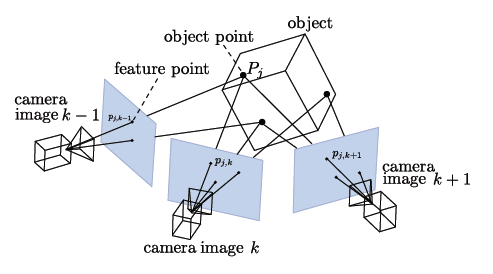 object
object point
P_j
feature point
camera
image k − 1
p_{j,k−1}
p_{j,k}
p_{j,k+1}
camera
image k + 1
camera image k